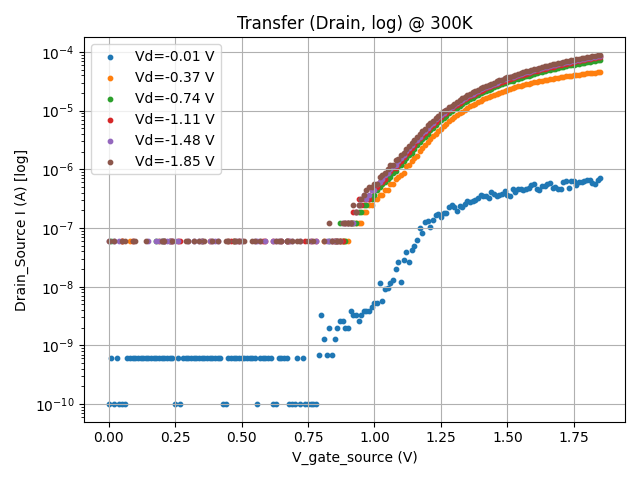 Transfer (Drain, log) @ 300K
Drain_Source I (A) [log]
10⁻⁴
10⁻⁵
10⁻⁶
10⁻⁷
10⁻⁸
10⁻⁹
10⁻¹⁰
Vd=-0.01 V
Vd=-0.37 V
Vd=-0.74 V
Vd=-1.11 V
Vd=-1.48 V
Vd=-1.85 V
0.00 0.25 0.50 0.75 1.00 1.25 1.50 1.75
V_gate_source (V)